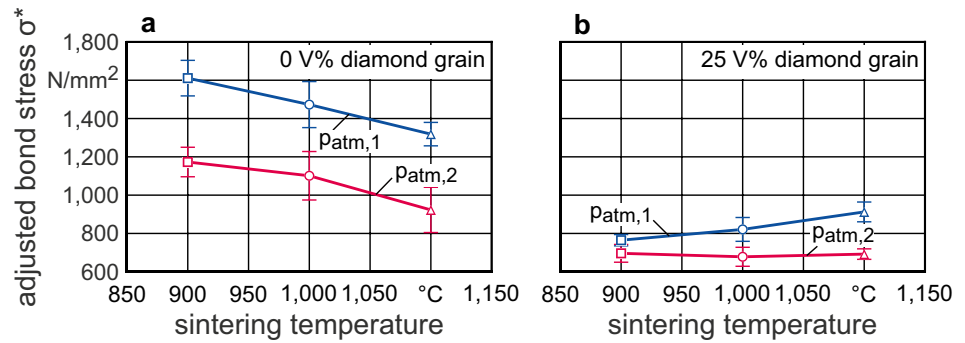 a
b
adjusted bond stress σ*
1,800
N/mm²
1,400
1,200
1,000
800
600
0 V% diamond grain
25 V% diamond grain
patm,1
patm,2
patm,1
patm,2
850 900 950 1,000 1,050 °C 1,150
850 900 950 1,000 1,050 °C 1,150
sintering temperature
sintering temperature